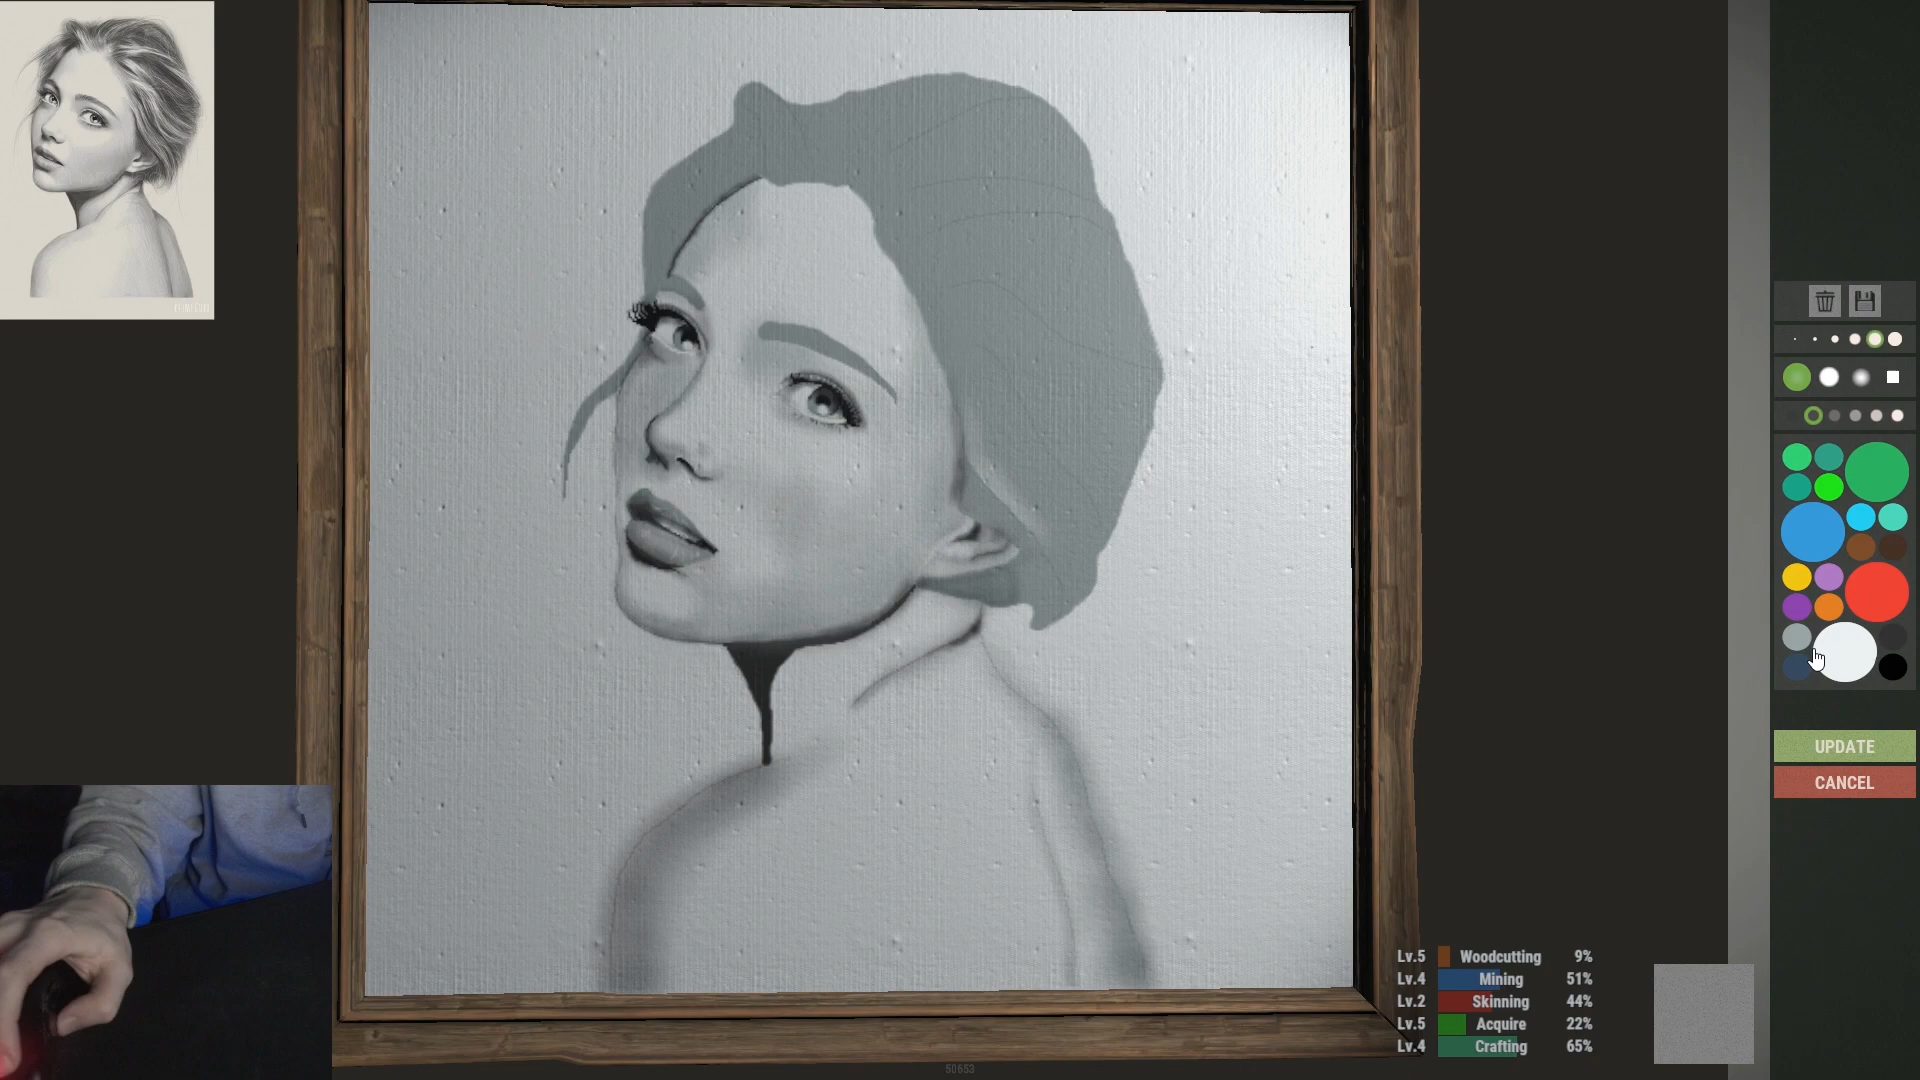 UPDATE
CANCEL
Lv.5 Woodcutting 9%
Lv.4 Mining 51%
Lv.2 Skinning 44%
Lv.5 Acquire 22%
Lv.4 Crafting 65%
50653